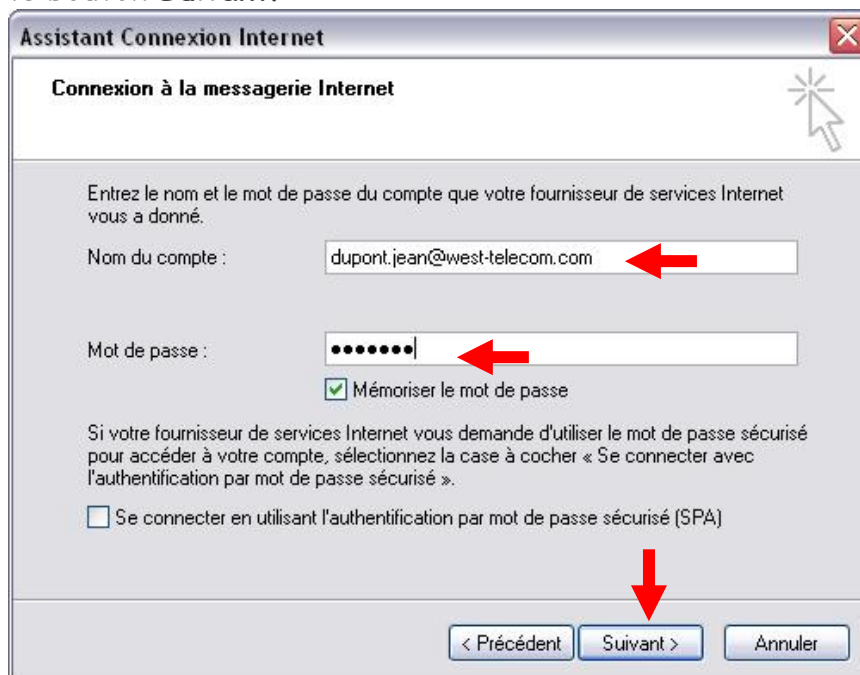 Assistant Connexion Internet
Connexion à la messagerie Internet
Entrez le nom et le mot de passe du compte que votre fournisseur de services Internet
vous a donné.
Nom du compte :
dupont.jean@west-telecom.com
Mot de passe :
•••••••
Mémoriser le mot de passe
Si votre fournisseur de services Internet vous demande d'utiliser le mot de passe sécurisé
pour accéder à votre compte, sélectionnez la case à cocher « Se connecter avec
l'authentification par mot de passe sécurisé ».
Se connecter en utilisant l'authentification par mot de passe sécurisé (SPA)
< Précédent
Suivant >
Annuler